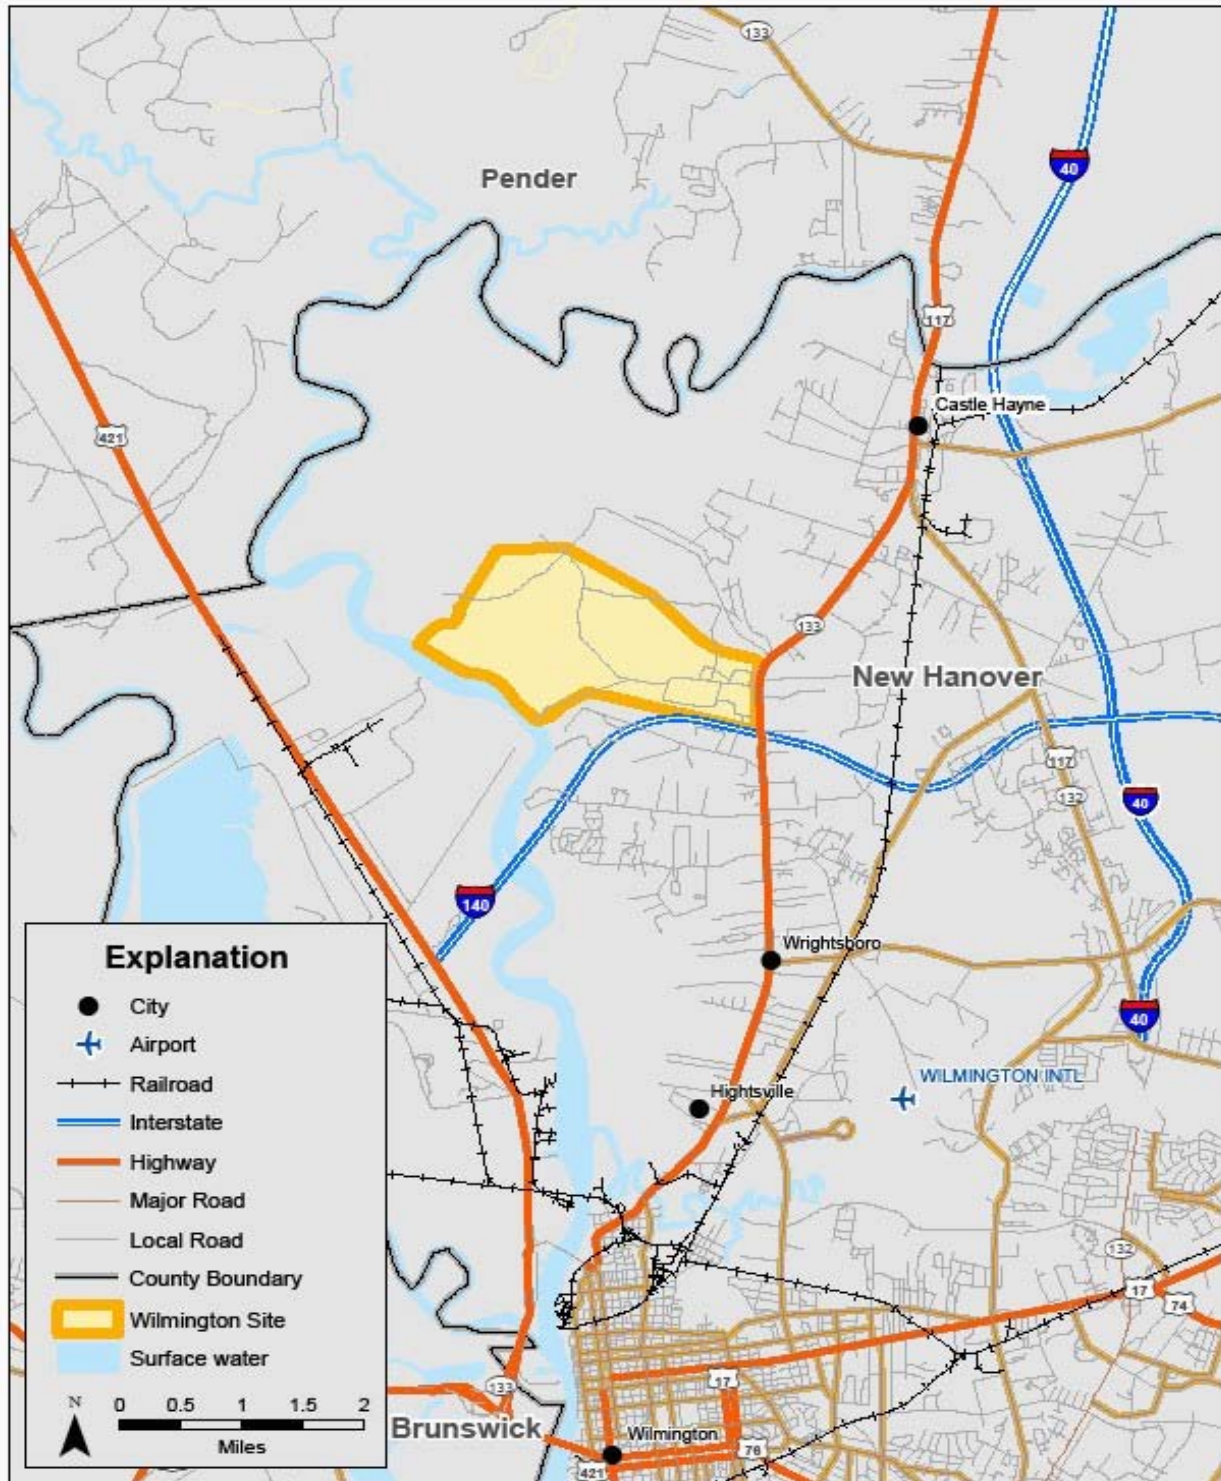 133
40
Pender
117
Castle Hayne
421
133
New Hanover
117
132
40
140
Wrightsboro
40
WILMINGTON INTL
Hightsville
132
17
74
133
17
Brunswick
Wilmington
76
421
Explanation
City
Airport
Railroad
Interstate
Highway
Major Road
Local Road
County Boundary
Wilmington Site
Surface water
N
0 0.5 1 1.5 2
Miles